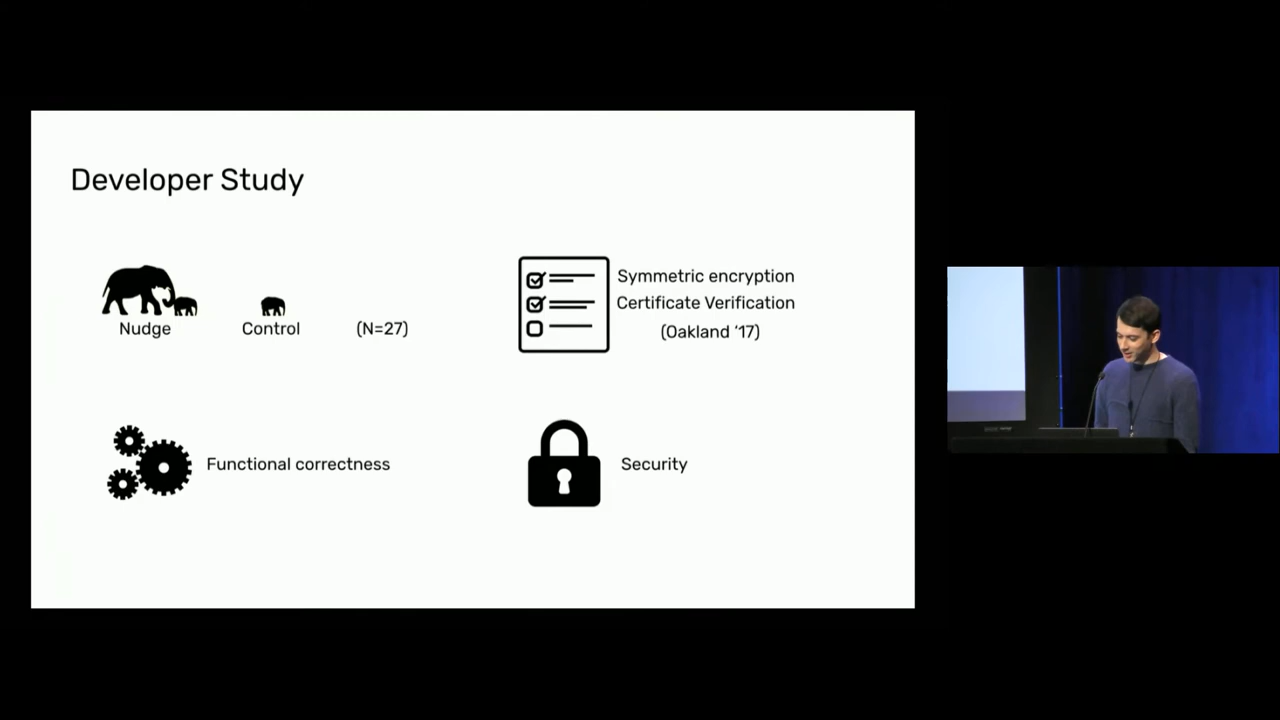 Developer Study
Nudge
Control
(N=27)
Symmetric encryption
Certificate Verification
(Oakland ‘17)
Functional correctness
Security